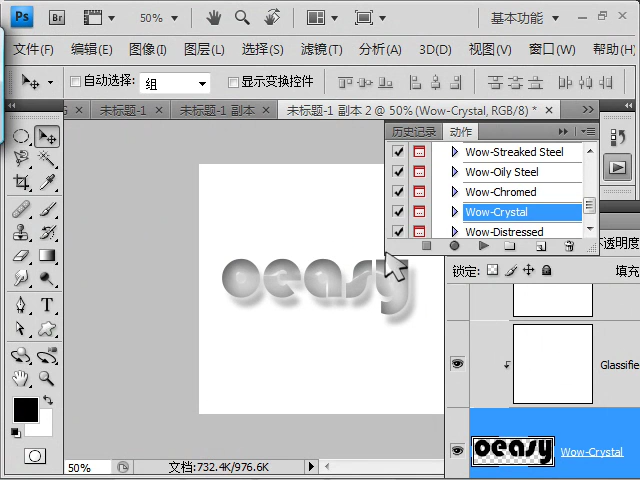 Ps Br 50% 基本功能
文件(F) 编辑(E) 图像(I) 图层(L) 选择(S) 滤镜(T) 分析(A) 3D(D) 视图(V) 窗口(W) 帮助(H)
自动选择: 组 显示变换控件
未标题-1 未标题-1 副本 未标题-1 副本 2 @ 50% (Wow-Crystal, RGB/8) *
历史记录 动作
Wow-Streaked Steel
Wow-Oily Steel
Wow-Chromed
Wow-Crystal
Wow-Distressed
不透明度
锁定: 填充
oeasy
Glassifie
T
oeasy Wow-Crystal
50% 文档:732.4K/976.6K